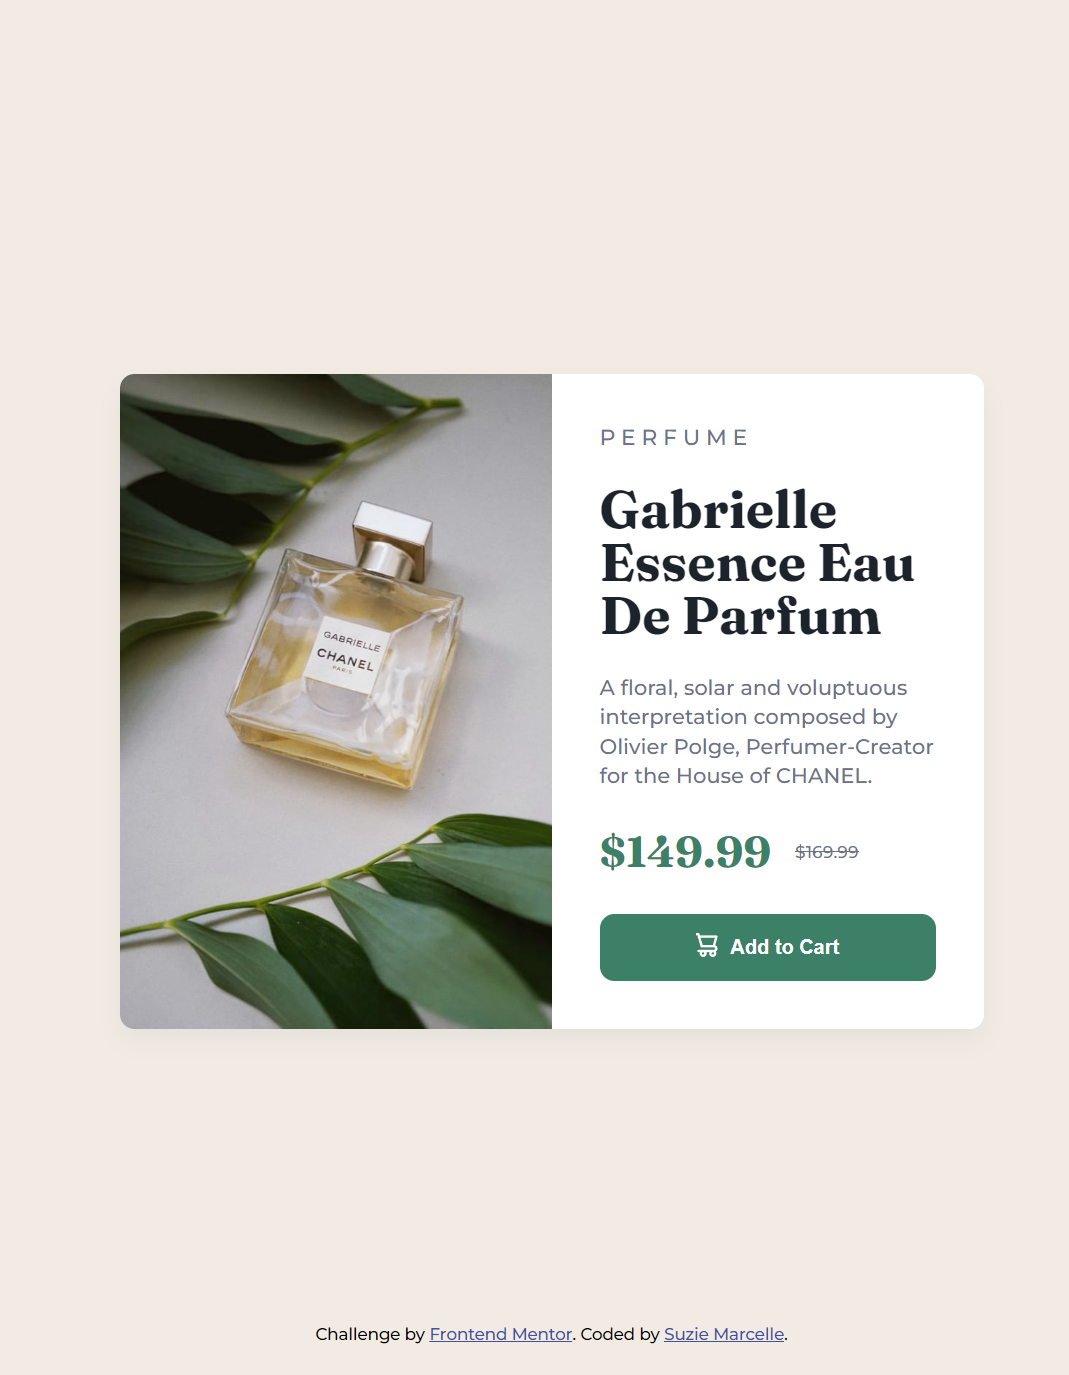 GABRIELLE
CHANEL
PARIS
PERFUME
Gabrielle
Essence Eau
De Parfum
A floral, solar and voluptuous
interpretation composed by
Olivier Polge, Perfumer-Creator
for the House of CHANEL.
$149.99 $169.99
Add to Cart
Challenge by Frontend Mentor. Coded by Suzie Marcelle.